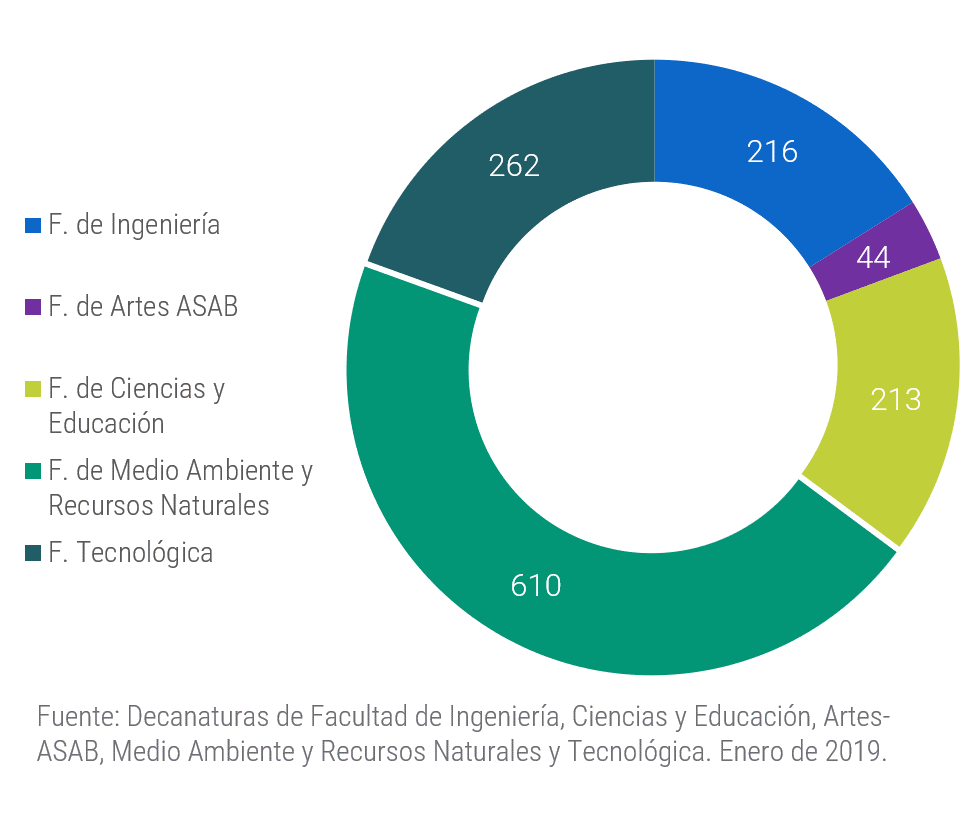 216
262
F. de Ingeniería
44
F. de Artes ASAB
F. de Ciencias y
Educación
213
F. de Medio Ambiente y
Recursos Naturales
F. Tecnológica
610
Fuente: Decanaturas de Facultad de Ingeniería, Ciencias y Educación, Artes-
ASAB, Medio Ambiente y Recursos Naturales y Tecnológica. Enero de 2019.